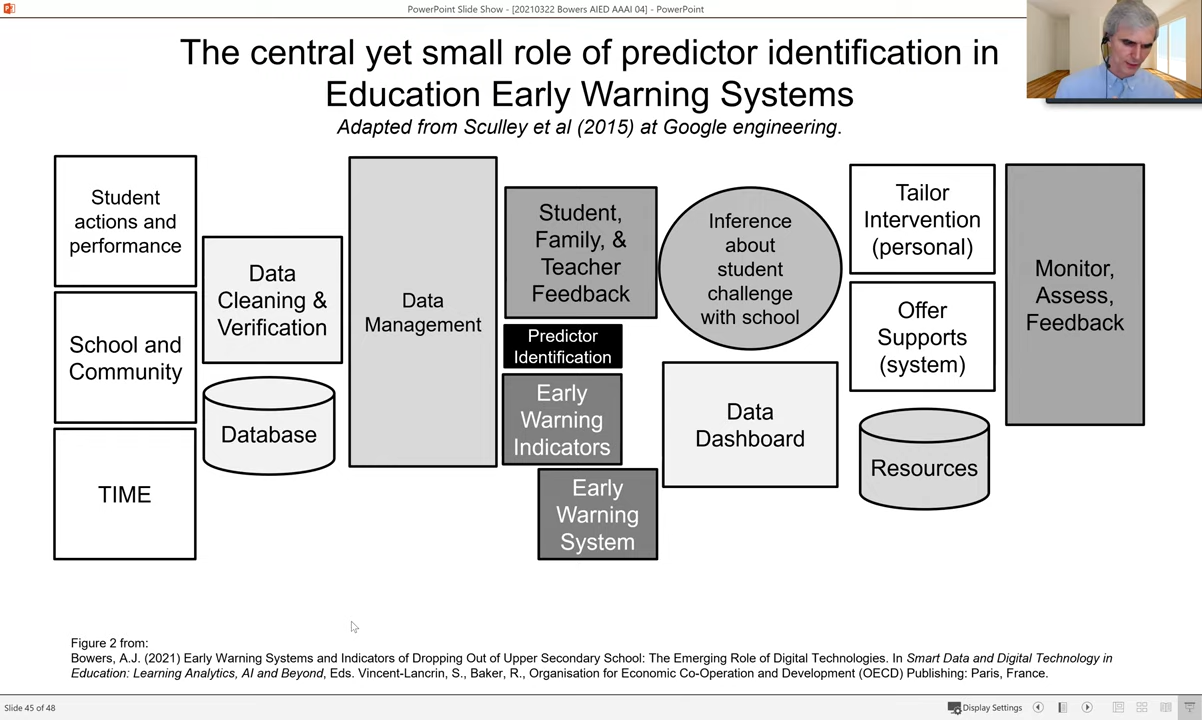 PowerPoint Slide Show - [20210322 Bowers AIED AAAI 04] - PowerPoint
The central yet small role of predictor identification in
Education Early Warning Systems
Adapted from Sculley et al (2015) at Google engineering.
Student
actions and
performance
School and
Community
TIME
Data
Cleaning &
Verification
Database
Data
Management
Student,
Family, &
Teacher
Feedback
Predictor
Identification
Early
Warning
Indicators
Early
Warning
System
Inference
about
student
challenge
with school
Data
Dashboard
Tailor
Intervention
(personal)
Offer
Supports
(system)
Resources
Monitor,
Assess,
Feedback
Figure 2 from:
Bowers, A.J. (2021) Early Warning Systems and Indicators of Dropping Out of Upper Secondary School: The Emerging Role of Digital Technologies. In Smart Data and Digital Technology in
Education: Learning Analytics, AI and Beyond, Eds. Vincent-Lancrin, S., Baker, R., Organisation for Economic Co-Operation and Development (OECD) Publishing: Paris, France.
Slide 45 of 48
Display Settings